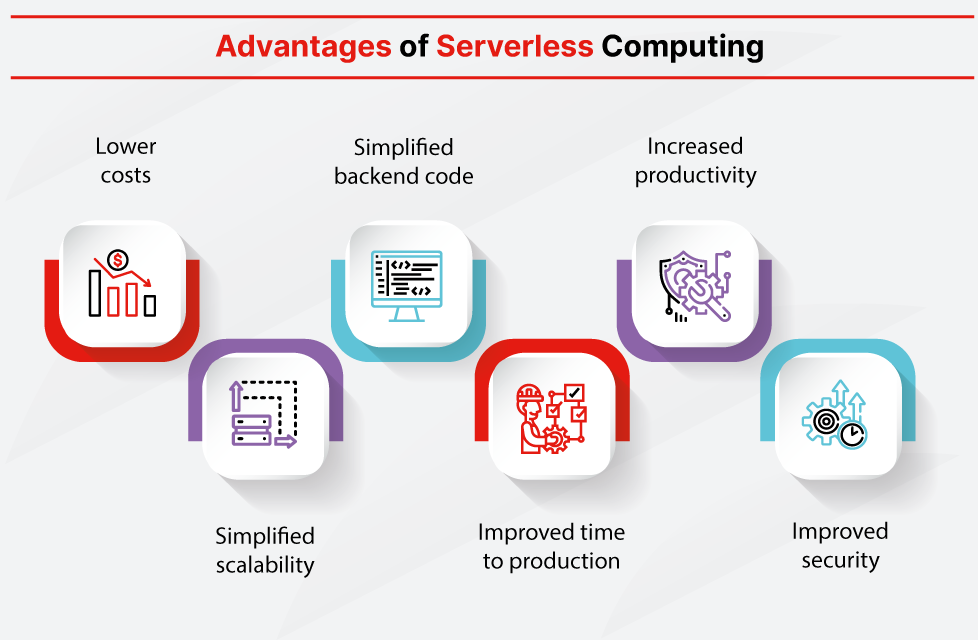 Advantages of Serverless Computing
Lower
costs
Simplified
backend code
Increased
productivity
$
Simplified
scalability
Improved time
to production
Improved
security